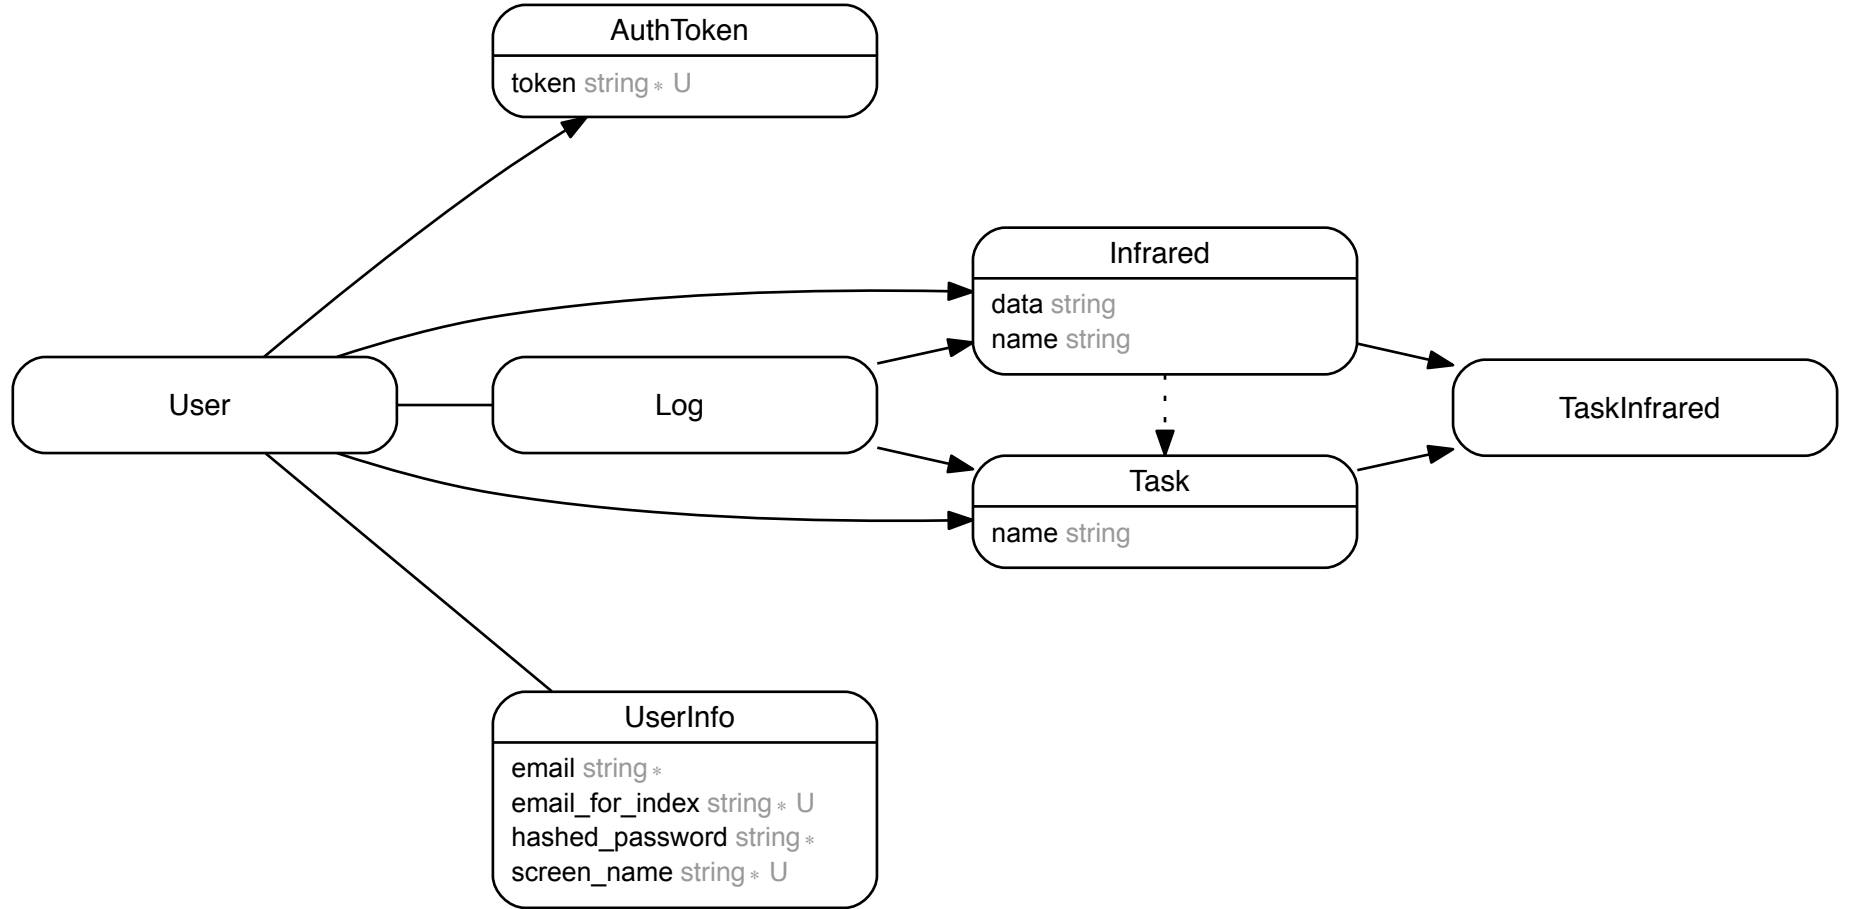 AuthToken
token string* U
Infrared
data string
name string
User
Log
TaskInfrared
Task
name string
UserInfo
email string*
email_for_index string* U
hashed_password string*
screen_name string* U